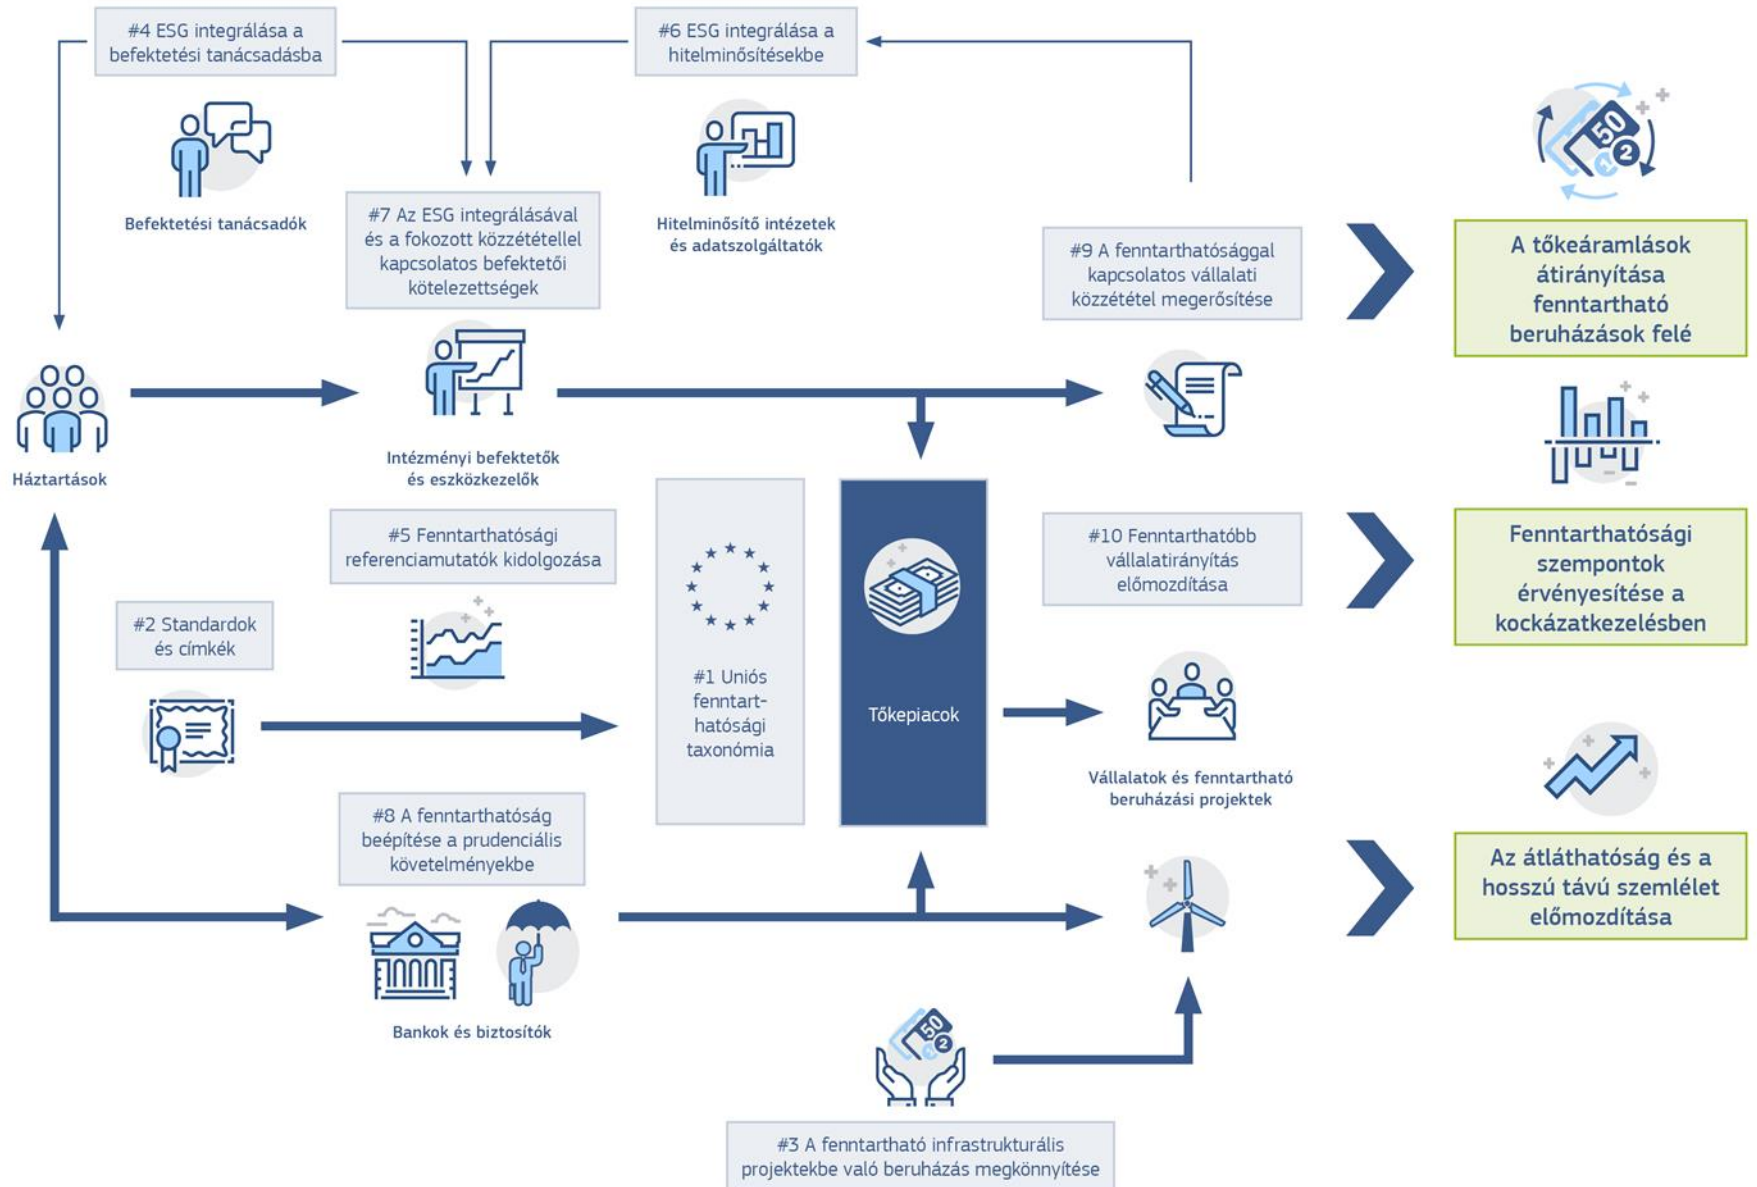 #4 ESG integrálása a
befektetési tanácsadásba
#6 ESG integrálása a
hitelminősítésekbe
50
2
Befektetési tanácsadók
#7 Az ESG integrálásával
és a fokozott közzététellel
kapcsolatos befektetői
kötelezettségek
Hitelminősítő intézetek
és adatszolgáltatók
#9 A fenntarthatósággal
kapcsolatos vállalati
közzététel megerősítése
A tőkeáramlások
átirányítása
fenntartható
beruházások felé
Háztartások
Intézményi befektetők
és eszközkezelők
#5 Fenntarthatósági
referenciamutatók kidolgozása
#10 Fenntarthatóbb
vállalatirányítás
előmozdítása
Fenntarthatósági
szempontok
érvényesítése a
kockázatkezelésben
#2 Standardok
és címkék
#1 Uniós
fenntart-
hatósági
taxonómia
Tőkepiacok
Vállalatok és fenntartható
beruházási projektek
#8 A fenntarthatóság
beépítése a prudenciális
követelményekbe
Az átláthatóság és a
hosszú távú szemlélet
előmozdítása
Bankok és biztosítók
50
2
#3 A fenntartható infrastrukturális
projektekbe való beruházás megkönnyítése